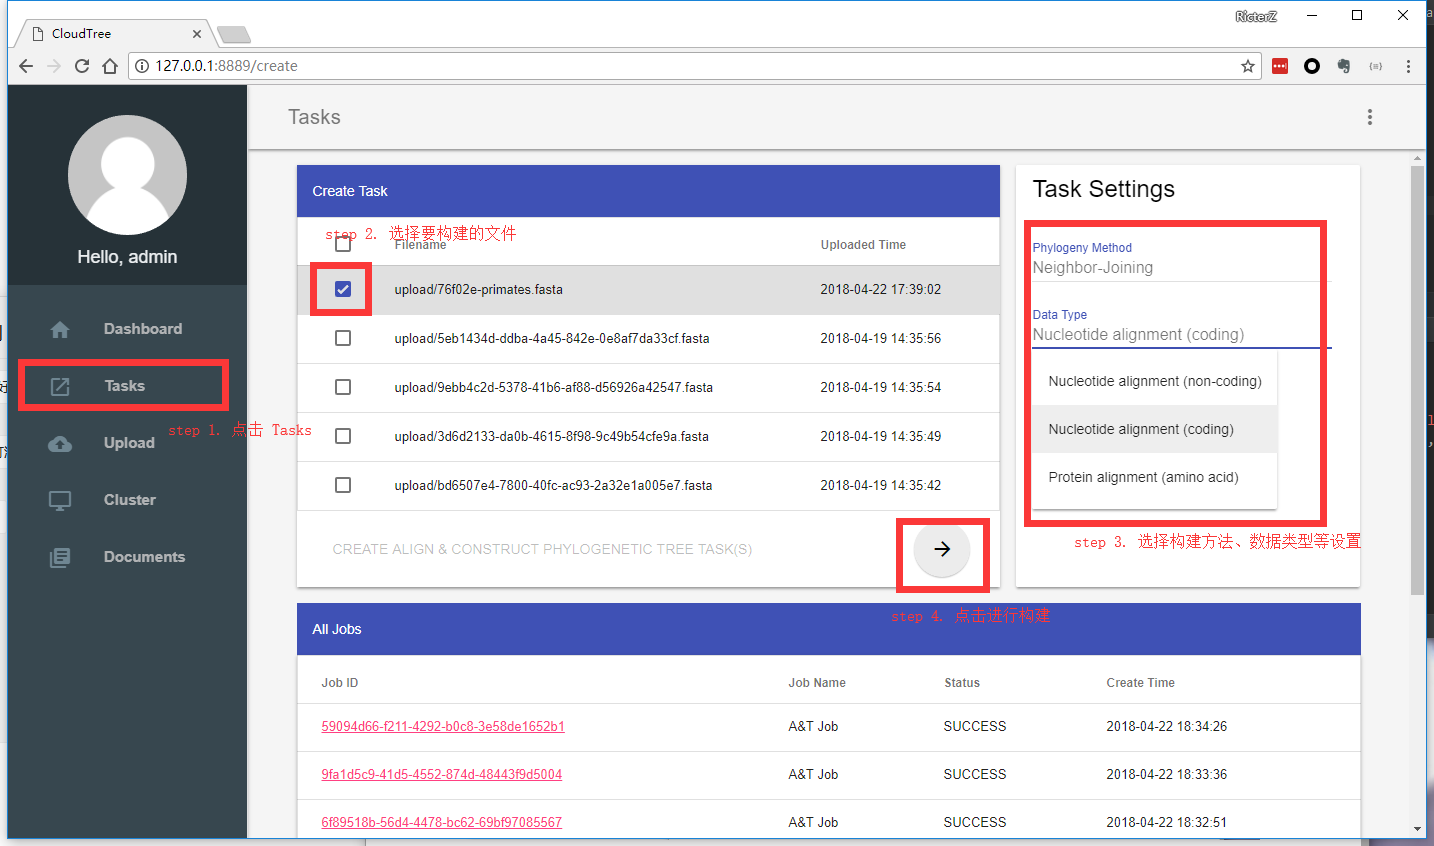 RicterZ
CloudTree
127.0.0.1:8889/create
Hello, admin
Dashboard
Tasks
step 1. 点击 Tasks
Upload
Cluster
Documents
Tasks
Create Task
step 2. 选择要构建的文件
Filename Uploaded Time
upload/76f02e-primates.fasta 2018-04-22 17:39:02
upload/5eb1434d-ddba-4a45-842e-0e8af7da33cf.fasta 2018-04-19 14:35:56
upload/9ebb4c2d-5378-41b6-af88-d56926a42547.fasta 2018-04-19 14:35:54
upload/3d6d2133-da0b-4615-8f98-9c49b54cfe9a.fasta 2018-04-19 14:35:49
upload/bd6507e4-7800-40fc-ac93-2a32e1a005e7.fasta 2018-04-19 14:35:42
CREATE ALIGN & CONSTRUCT PHYLOGENETIC TREE TASK(S)
step 4. 点击进行构建
Task Settings
Phylogeny Method
Neighbor-Joining
Data Type
Nucleotide alignment (coding)
Nucleotide alignment (non-coding)
Nucleotide alignment (coding)
Protein alignment (amino acid)
step 3. 选择构建方法、数据类型等设置
All Jobs
Job ID Job Name Status Create Time
59094d66-f211-4292-b0c8-3e58de1652b1 A&T Job SUCCESS 2018-04-22 18:34:26
9fa1d5c9-41d5-4552-874d-48443f9d5004 A&T Job SUCCESS 2018-04-22 18:33:36
6f89518b-56d4-4478-bc62-69bf97085567 A&T Job SUCCESS 2018-04-22 18:32:51